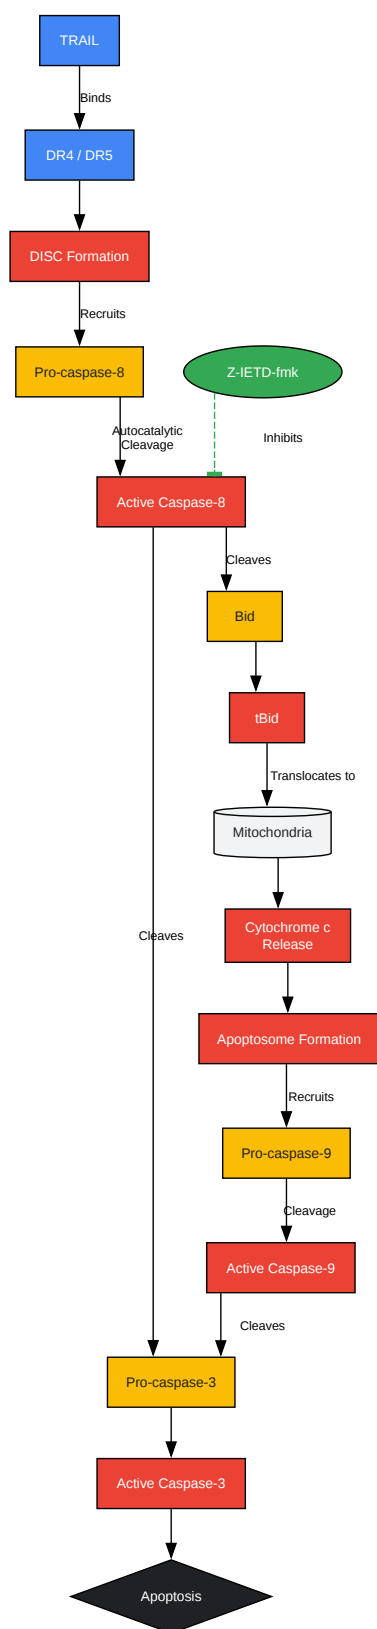 TRAIL
Binds
DR4 / DR5
DISC Formation
Recruits
Pro-caspase-8
Z-IETD-fmk
Autocatalytic
Cleavage
Inhibits
Active Caspase-8
Cleaves
Bid
tBid
Translocates to
Mitochondria
Cytochrome c
Release
Cleaves
Apoptosome Formation
Recruits
Pro-caspase-9
Cleavage
Active Caspase-9
Cleaves
Pro-caspase-3
Active Caspase-3
Apoptosis